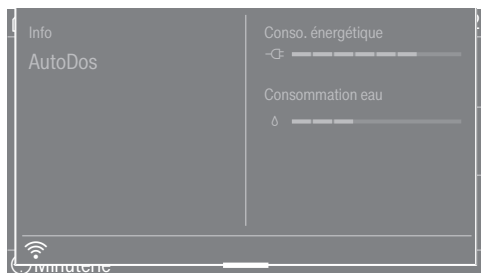 Info
AutoDos
Conso. énergétique
Consommation eau
Minuterie